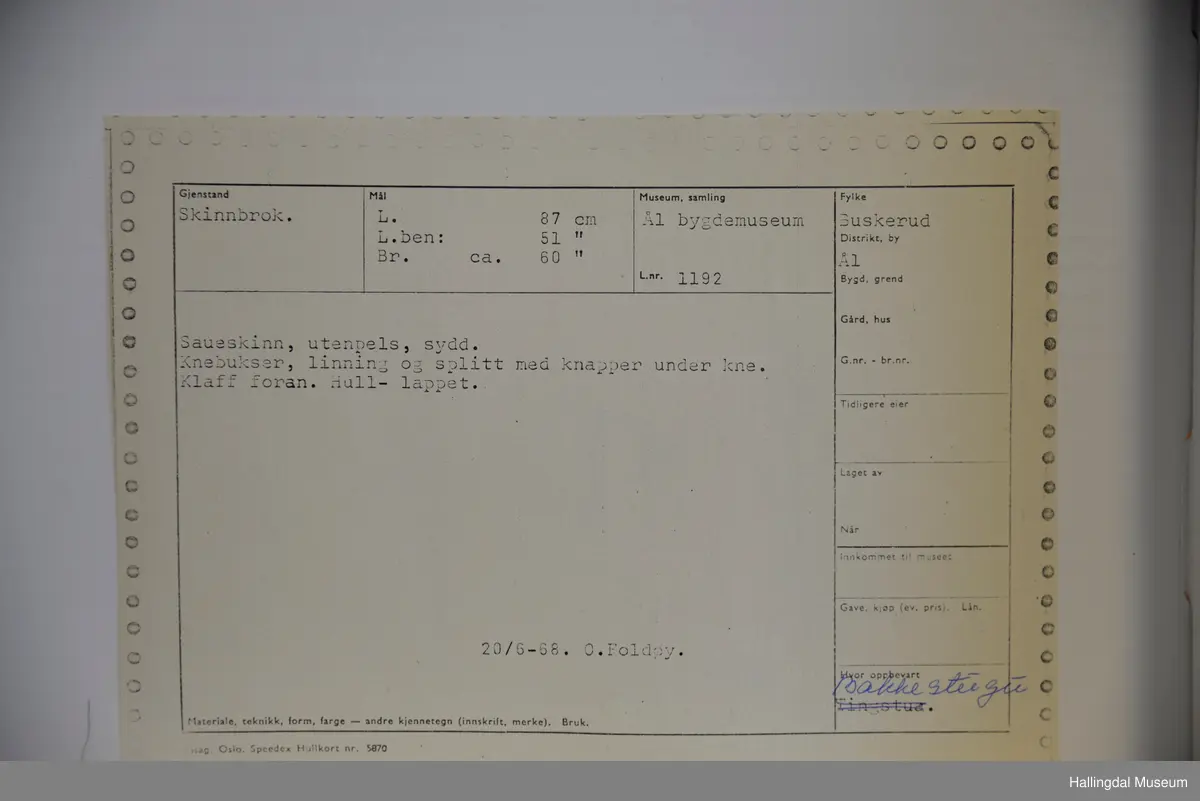 Gjenstand
Skinnbrok.
Mål
L. 87 cm
L.ben: 51 "
Br. ca. 60 "
Museum, samling
Ål bygdemuseum
L.nr. 1192
Fylke
Buskerud
Distrikt, by
Ål
Bygd, grend
Gård, hus
G.nr. - br.nr.
Tidligere eier
Laget av
Når
Innkommet til museet
Gave, kjøp (ev. pris). Lån.
Hvor oppbevart
Bakkestugu
Tingstua.
Saueskinn, utenpels, sydd.
Knebukser, linning og splitt med knapper under kne.
Klaff foran. Hull- lappet.
20/6-68. O.Foldøy.
Materiale, teknikk, form, farge — andre kjennetegn (innskrift, merke). Bruk.
Oslo. Speedex Hullkort nr. 5870
Hallingdal Museum